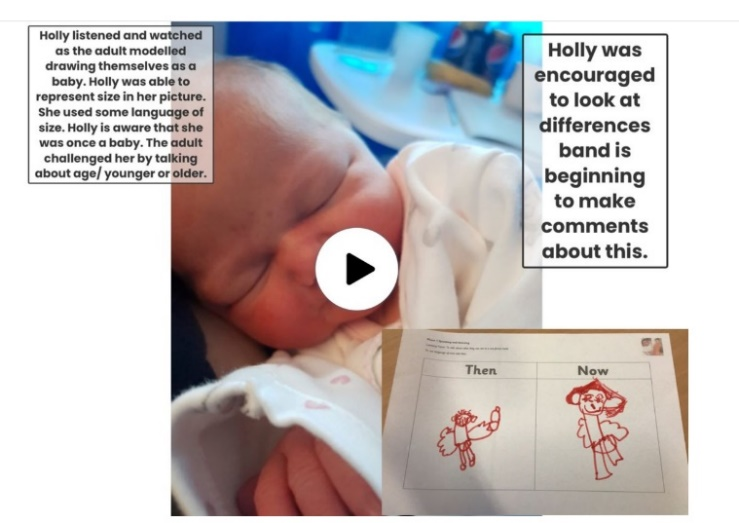 Holly listened and watched
as the adult modelled
drawing themselves as a
baby. Holly was able to
represent size in her picture.
She used some language of
size. Holly is aware that she
was once a baby. The adult
challenged her by talking
about age/ younger or older.
Holly was
encouraged
to look at
differences
band is
beginning
to make
comments
about this.
Then
Now